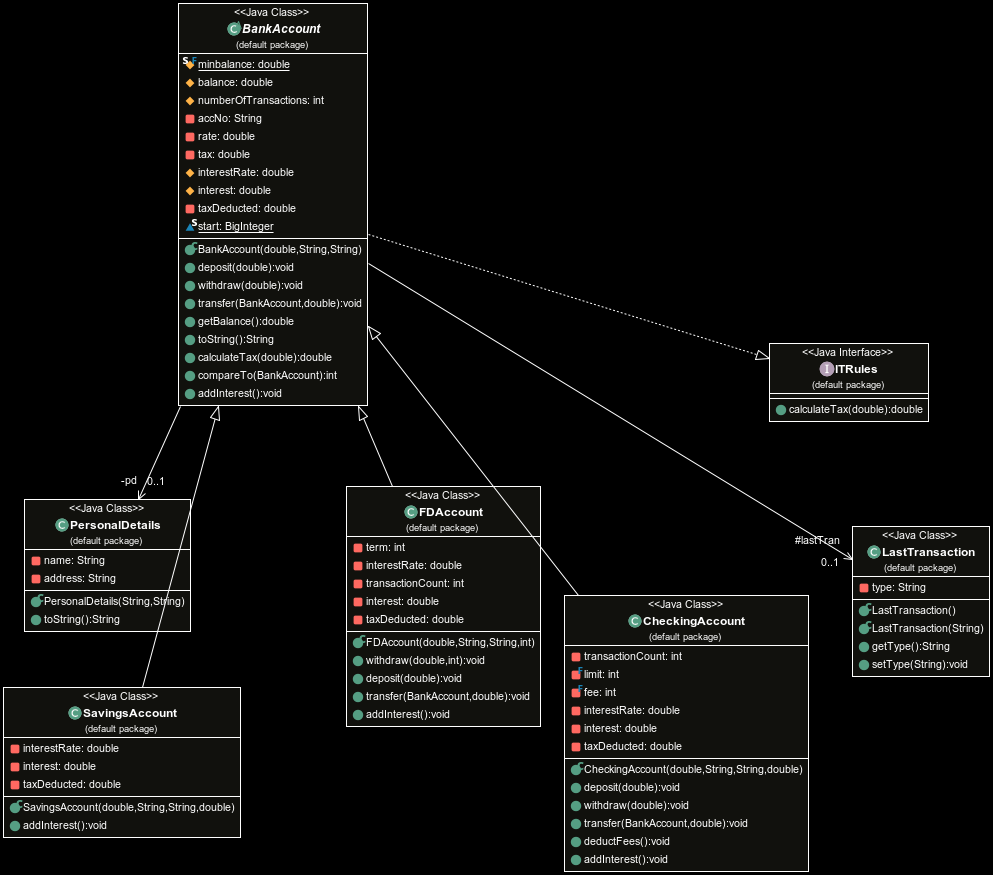 <<Java Class>>
BankAccount
(default package)
minbalance: double
balance: double
numberOfTransactions: int
accNo: String
rate: double
tax: double
interestRate: double
interest: double
taxDeducted: double
start: BigInteger
BankAccount(double,String,String)
deposit(double):void
withdraw(double):void
transfer(BankAccount,double):void
getBalance():double
toString():String
calculateTax(double):double
compareTo(BankAccount):int
addInterest():void
<<Java Interface>>
ITRules
(default package)
calculateTax(double):double
-pd 0..1
<<Java Class>>
PersonalDetails
(default package)
name: String
address: String
PersonalDetails(String,String)
toString():String
<<Java Class>>
FDAccount
(default package)
term: int
interestRate: double
transactionCount: int
interest: double
taxDeducted: double
FDAccount(double,String,String,int)
withdraw(double,int):void
deposit(double):void
transfer(BankAccount,double):void
addInterest():void
#lastTran
0..1
<<Java Class>>
LastTransaction
(default package)
type: String
LastTransaction()
LastTransaction(String)
getType():String
setType(String):void
<<Java Class>>
CheckingAccount
(default package)
transactionCount: int
limit: int
fee: int
interestRate: double
interest: double
taxDeducted: double
CheckingAccount(double,String,String,double)
deposit(double):void
withdraw(double):void
transfer(BankAccount,double):void
deductFees():void
addInterest():void
<<Java Class>>
SavingsAccount
(default package)
interestRate: double
interest: double
taxDeducted: double
SavingsAccount(double,String,String,double)
addInterest():void